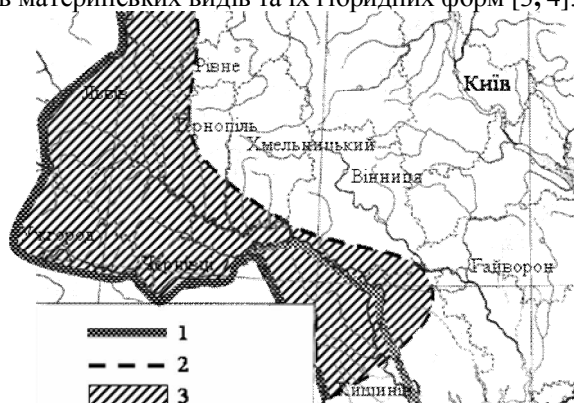 в материнських видів та їх гібридних форм [3, 4].
Рівне
Київ
Львів
Тернопіль
Хмельницький
Вінниця
Ужгород
Чернівці
Гайворон
1
2
3
Кишинів